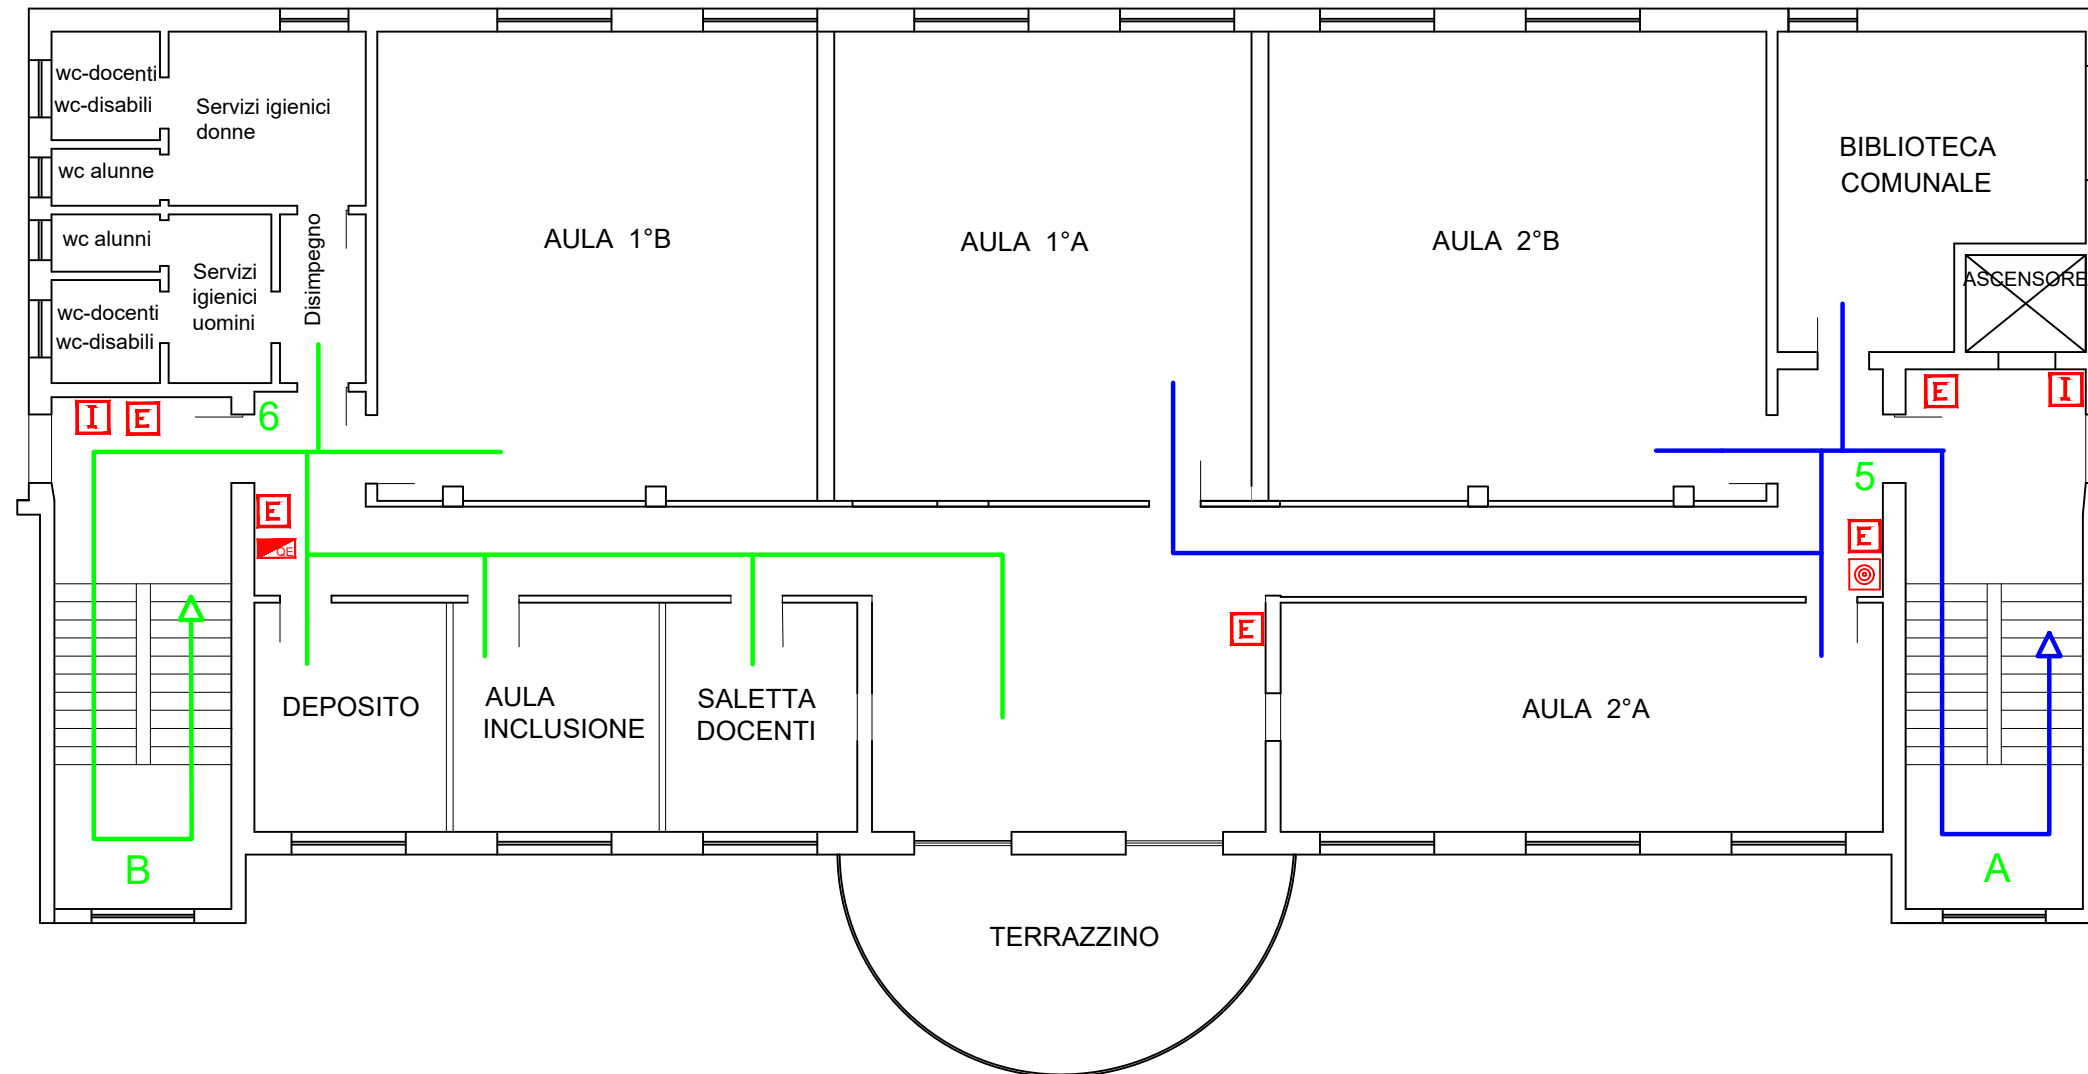 wc-docenti
wc-disabili
Servizi igienici
donne
wc alunne
wc alunni
Servizi
igienici
uomini
wc-docenti
wc-disabili
Disimpegno
AULA 1°B
AULA 1°A
AULA 2°B
BIBLIOTECA
COMUNALE
ASCENSORE
I
E
6
E
I
5
E
QE
E
E
DEPOSITO
AULA
INCLUSIONE
SALETTA
DOCENTI
AULA 2°A
B
A
TERRAZZINO